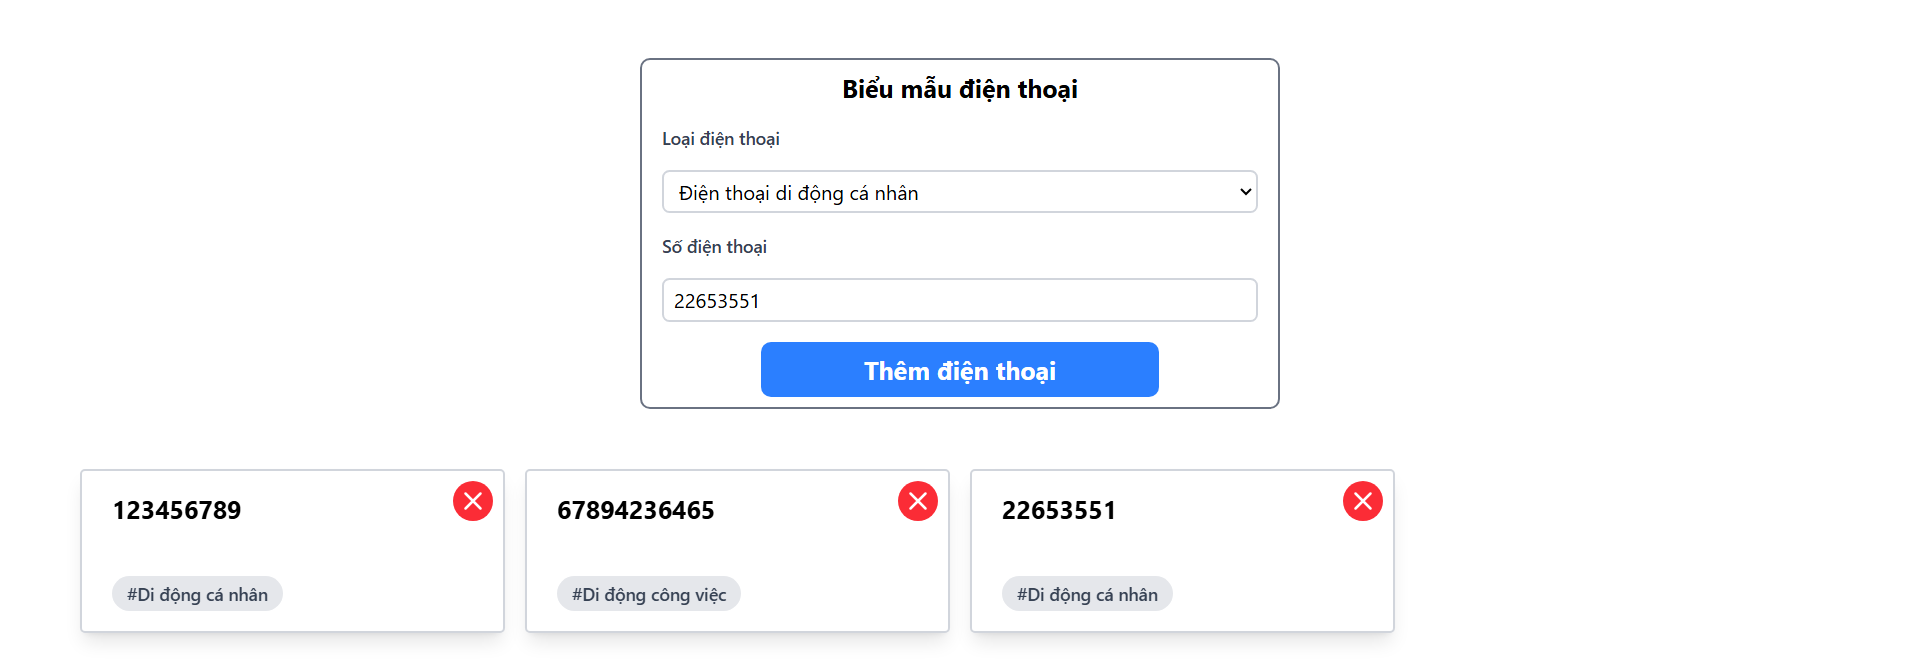 Biểu mẫu điện thoại
Loại điện thoại
Điện thoại di động cá nhân
Số điện thoại
22653551
Thêm điện thoại
123456789
#Di động cá nhân
67894236465
#Di động công việc
22653551
#Di động cá nhân